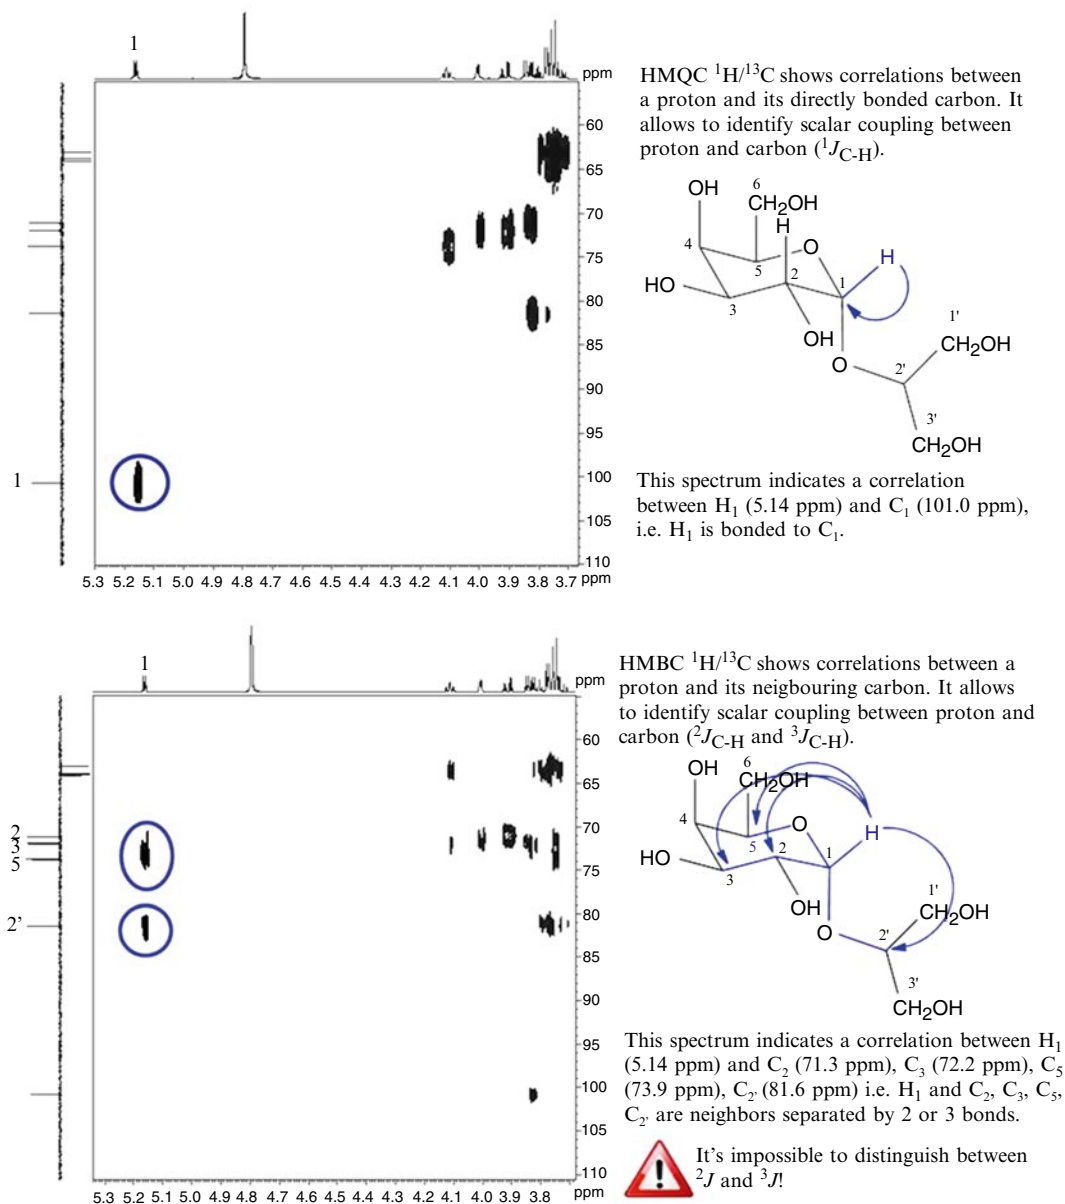 1
ppm
60
65
70
75
80
85
90
95
100
105
110
1
5.3 5.2 5.1 5.0 4.9 4.8 4.7 4.6 4.5 4.4 4.3 4.2 4.1 4.0 3.9 3.8 3.7 ppm
HMQC ¹H/¹³C shows correlations between
a proton and its directly bonded carbon. It
allows to identify scalar coupling between
proton and carbon (¹J_C-H).
OH
6
CH₂OH
H
4
O
H
5
2
1
HO
3
OH
1'
CH₂OH
O
2'
3'
CH₂OH
This spectrum indicates a correlation
between H₁ (5.14 ppm) and C₁ (101.0 ppm),
i.e. H₁ is bonded to C₁.
1
ppm
60
65
70
75
80
85
90
95
100
105
110
2
3
5
2’
5.3 5.2 5.1 5.0 4.9 4.8 4.7 4.6 4.5 4.4 4.3 4.2 4.1 4.0 3.9 3.8 ppm
HMBC ¹H/¹³C shows correlations between a
proton and its neigbouring carbon. It allows
to identify scalar coupling between proton and
carbon (²J_C-H and ³J_C-H).
OH
6
CH₂OH
4
O
H
5
2
1
HO
3
OH
1'
CH₂OH
O
2'
3'
CH₂OH
This spectrum indicates a correlation between H₁
(5.14 ppm) and C₂ (71.3 ppm), C₃ (72.2 ppm), C₅
(73.9 ppm), C₂' (81.6 ppm) i.e. H₁ and C₂, C₃, C₅,
C₂' are neighbors separated by 2 or 3 bonds.
!
It’s impossible to distinguish between
²J and ³J!